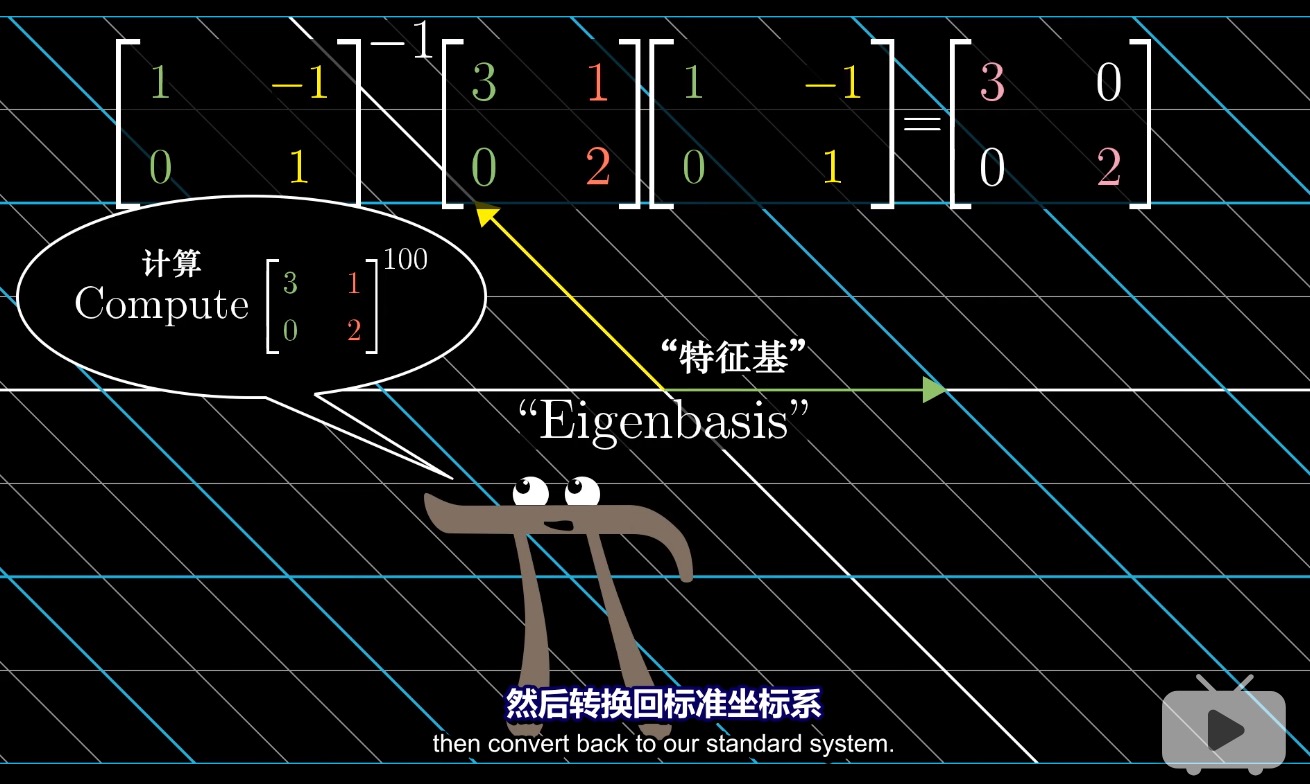 [1 −1
0 1]^−1 [3 1
0 2] [1 −1
0 1] = [3 0
0 2]
计算
Compute [3 1
0 2]^100
“特征基”
“Eigenbasis”
然后转换回标准坐标系
then convert back to our standard system.